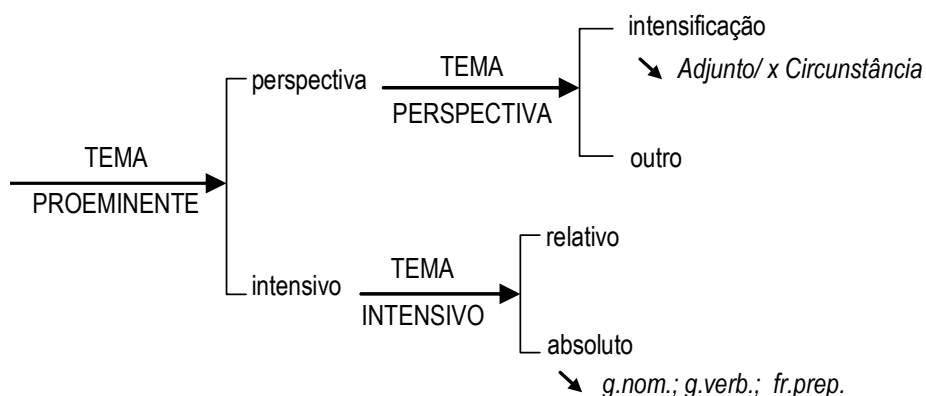 intensificação
Adjunto/ x Circunstância
perspectiva
TEMA
PERSPECTIVA
outro
TEMA
PROEMINENTE
relativo
intensivo
TEMA
INTENSIVO
absoluto
g.nom.; g.verb.; fr.prep.